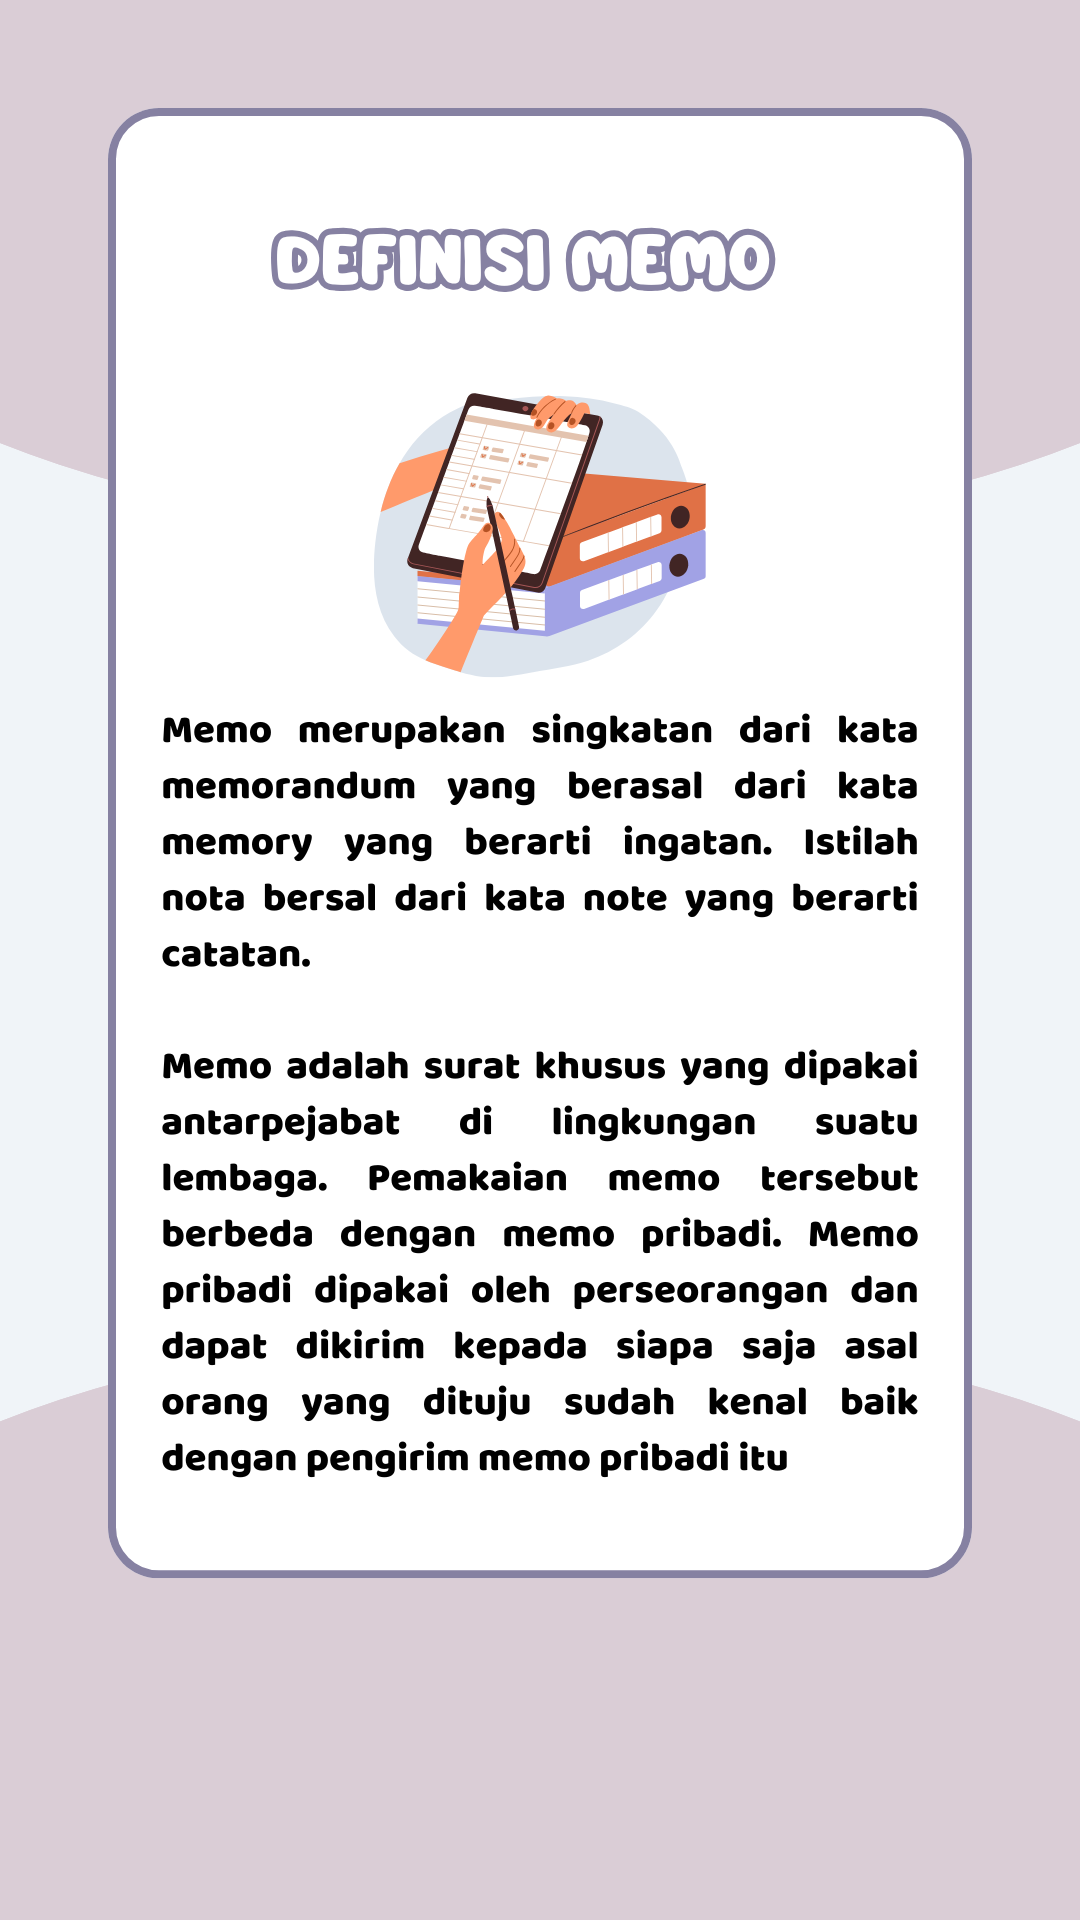 DEFINISI MEMO
Memo merupakan singkatan dari kata
memorandum yang berasal dari kata
memory yang berarti ingatan. Istilah
nota bersal dari kata note yang berarti
catatan.
Memo adalah surat khusus yang dipakai
antarpejabat di lingkungan suatu
lembaga. Pemakaian memo tersebut
berbeda dengan memo pribadi. Memo
pribadi dipakai oleh perseorangan dan
dapat dikirim kepada siapa saja asal
orang yang dituju sudah kenal baik
dengan pengirim memo pribadi itu